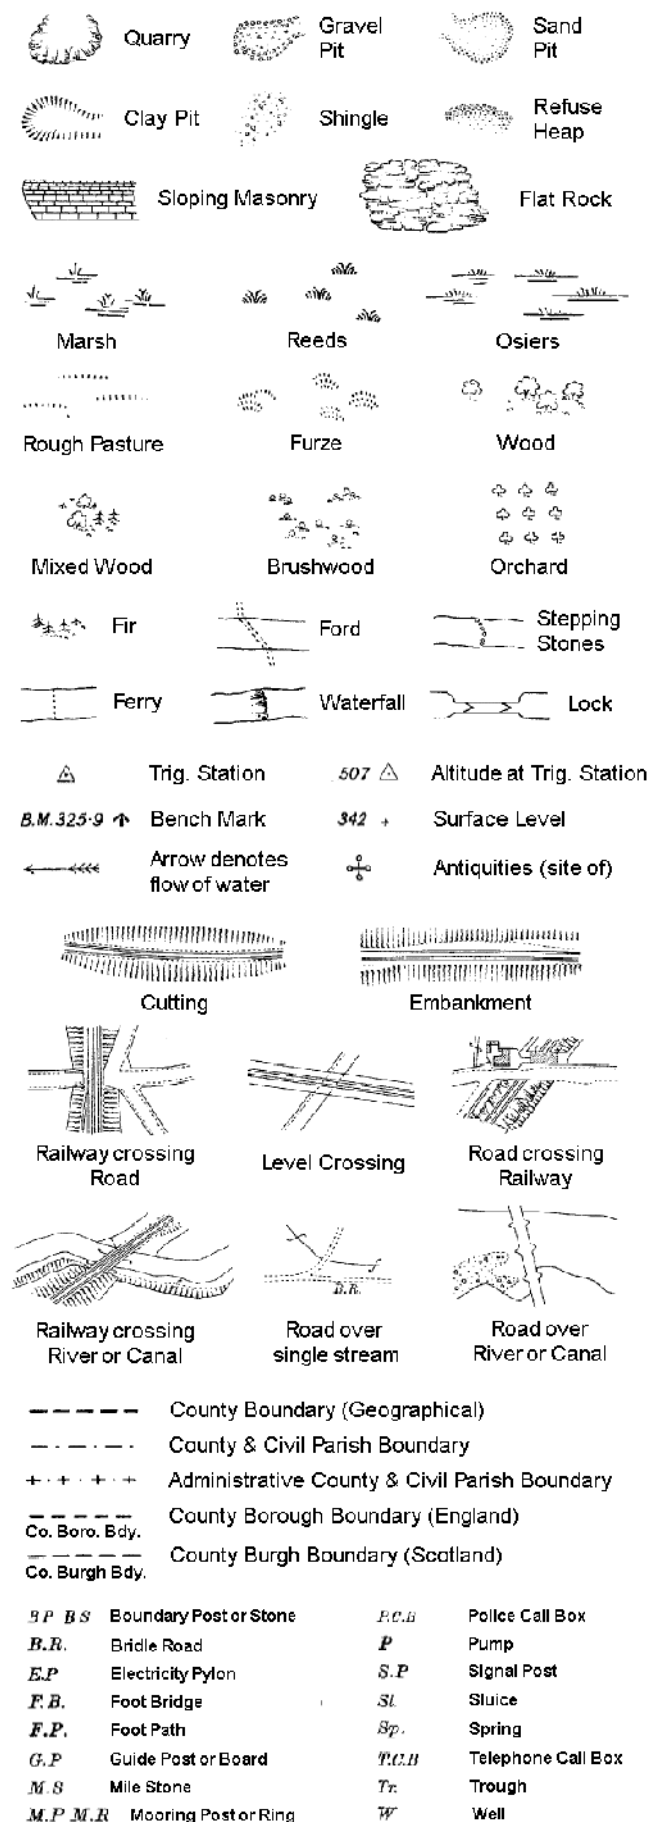 Quarry
Gravel
Pit
Sand
Pit
Clay Pit
Shingle
Refuse
Heap
Sloping Masonry
Flat Rock
Marsh
Reeds
Osiers
Rough Pasture
Furze
Wood
Mixed Wood
Brushwood
Orchard
Fir
Ford
Stepping
Stones
Ferry
Waterfall
Lock
Trig. Station
507
Altitude at Trig. Station
B.M.325·9
Bench Mark
342
Surface Level
Arrow denotes
flow of water
Antiquities (site of)
Cutting
Embankment
Railway crossing
Road
Level Crossing
Road crossing
Railway
B.R.
Railway crossing
River or Canal
Road over
single stream
Road over
River or Canal
County Boundary (Geographical)
County & Civil Parish Boundary
Administrative County & Civil Parish Boundary
County Borough Boundary (England)
Co. Boro. Bdy.
County Burgh Boundary (Scotland)
Co. Burgh Bdy.
B P B S Boundary Post or Stone
P.C.B Police Call Box
B.R. Bridle Road
P Pump
E.P Electricity Pylon
S.P Signal Post
F.B. Foot Bridge
Sl. Sluice
F.P. Foot Path
Sp. Spring
G.P Guide Post or Board
T.C.B Telephone Call Box
M.S Mile Stone
Tr. Trough
M.P M.R Mooring Post or Ring
W Well